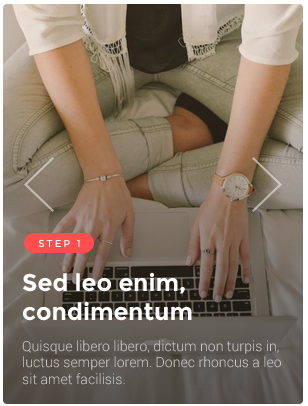 STEP 1
Sed leo enim,
condimentum
Quisque libero libero, dictum non turpis in,
luctus semper lorem. Donec rhoncus a leo
sit amet facilisis.